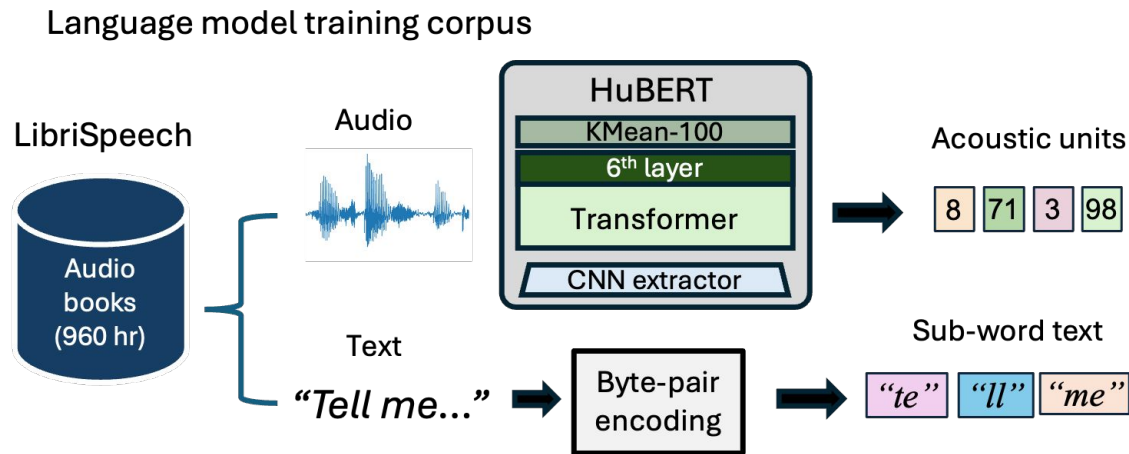 Language model training corpus
LibriSpeech
Audio
books
(960 hr)
Audio
HuBERT
KMean-100
6th layer
Transformer
CNN extractor
Acoustic units
8 71 3 98
Text
“Tell me...”
Byte-pair
encoding
Sub-word text
“te” “ll” “me”